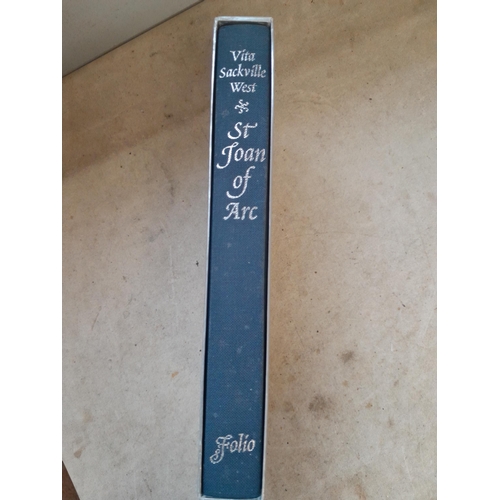 Vita
Sackville
West
St
Joan
of
Arc
Folio